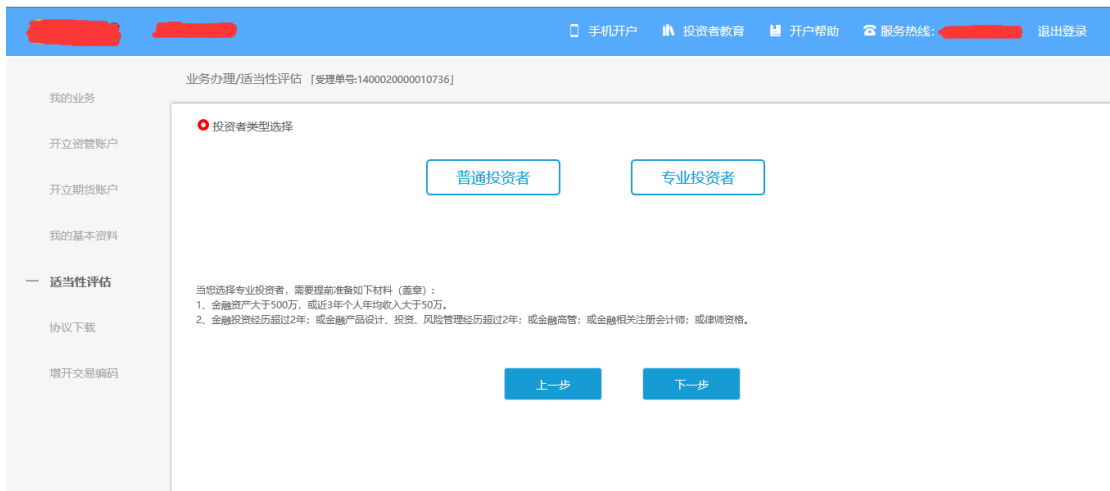 手机开户 投资者教育 开户帮助 服务热线: 退出登录
业务办理/适当性评估 「受理单号:1400020000010736」
我的业务
开立资管账户
开立期货账户
我的基本资料
一 适当性评估
协议下载
增开交易编码
投资者类型选择
普通投资者 专业投资者
当您选择专业投资者，需要提前准备如下材料（盖章）:
1、金融资产大于500万，或近3年个人年均收入大于50万。
2、金融投资经历超过2年；或金融产品设计、投资、风险管理经历超过2年；或金融高管；或金融相关注册会计师；或律师资格。
上一步 下一步